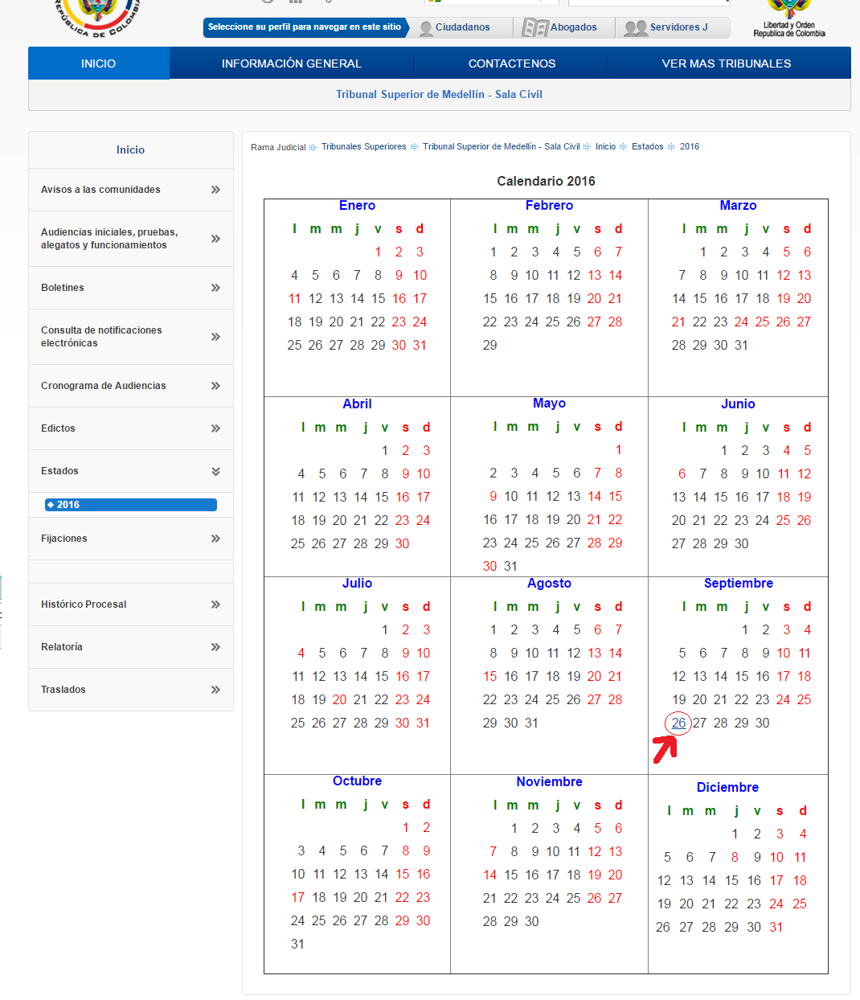 REPÚBLICA DE COLOMBIA
Libertad y Orden
Republica de Colombia
Seleccione su perfil para navegar en este sitio
Ciudadanos
Abogados
Servidores J
INICIO
INFORMACIÓN GENERAL
CONTACTENOS
VER MAS TRIBUNALES
Tribunal Superior de Medellín - Sala Civil
Inicio
Avisos a las comunidades
Audiencias iniciales, pruebas,
alegatos y funcionamientos
Boletines
Consulta de notificaciones
electrónicas
Cronograma de Audiencias
Edictos
Estados
2016
Fijaciones
Histórico Procesal
Relatoría
Traslados
Rama Judicial Tribunales Superiores Tribunal Superior de Medellín - Sala Civil Inicio Estados 2016
Calendario 2016
Enero
l m m j v s d
1 2 3
4 5 6 7 8 9 10
11 12 13 14 15 16 17
18 19 20 21 22 23 24
25 26 27 28 29 30 31
Febrero
l m m j v s d
1 2 3 4 5 6 7
8 9 10 11 12 13 14
15 16 17 18 19 20 21
22 23 24 25 26 27 28
29
Marzo
l m m j v s d
1 2 3 4 5 6
7 8 9 10 11 12 13
14 15 16 17 18 19 20
21 22 23 24 25 26 27
28 29 30 31
Abril
l m m j v s d
1 2 3
4 5 6 7 8 9 10
11 12 13 14 15 16 17
18 19 20 21 22 23 24
25 26 27 28 29 30
Mayo
l m m j v s d
1
2 3 4 5 6 7 8
9 10 11 12 13 14 15
16 17 18 19 20 21 22
23 24 25 26 27 28 29
30 31
Junio
l m m j v s d
1 2 3 4 5
6 7 8 9 10 11 12
13 14 15 16 17 18 19
20 21 22 23 24 25 26
27 28 29 30
Julio
l m m j v s d
1 2 3
4 5 6 7 8 9 10
11 12 13 14 15 16 17
18 19 20 21 22 23 24
25 26 27 28 29 30 31
Agosto
l m m j v s d
1 2 3 4 5 6 7
8 9 10 11 12 13 14
15 16 17 18 19 20 21
22 23 24 25 26 27 28
29 30 31
Septiembre
l m m j v s d
1 2 3 4
5 6 7 8 9 10 11
12 13 14 15 16 17 18
19 20 21 22 23 24 25
26 27 28 29 30
Octubre
l m m j v s d
1 2
3 4 5 6 7 8 9
10 11 12 13 14 15 16
17 18 19 20 21 22 23
24 25 26 27 28 29 30
31
Noviembre
l m m j v s d
1 2 3 4 5 6
7 8 9 10 11 12 13
14 15 16 17 18 19 20
21 22 23 24 25 26 27
28 29 30
Diciembre
l m m j v s d
1 2 3 4
5 6 7 8 9 10 11
12 13 14 15 16 17 18
19 20 21 22 23 24 25
26 27 28 29 30 31